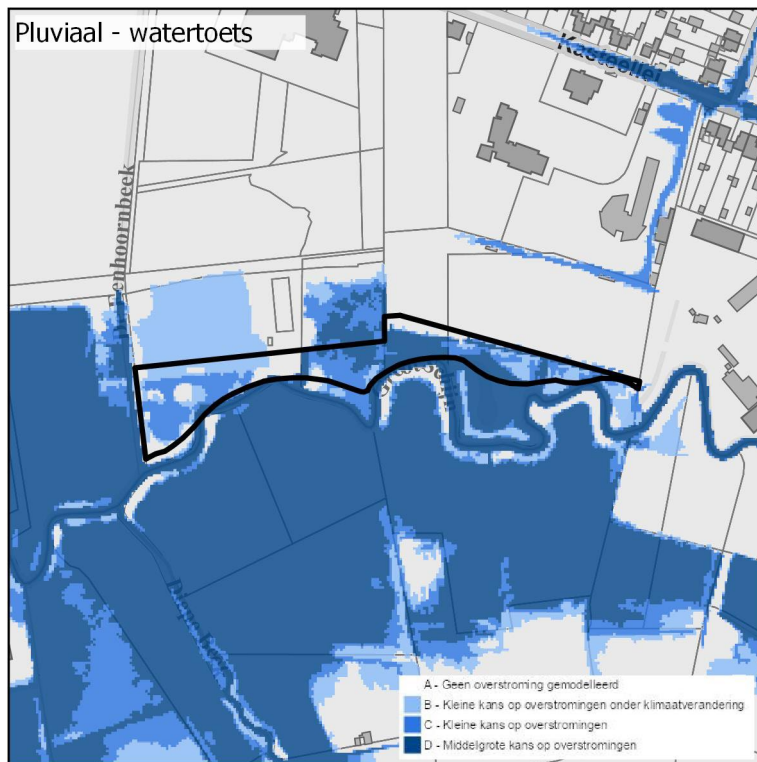 Pluviaal - watertoets
Kasteellei
A - Geen overstroming gemodelleerd
B - Kleine kans op overstromingen onder klimaatverandering
C - Kleine kans op overstromingen
D - Middelgrote kans op overstromingen